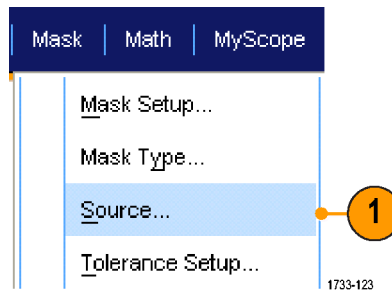 Mask | Math | MyScope
Mask Setup...
Mask Type...
Source... 1
Tolerance Setup...
1733-123